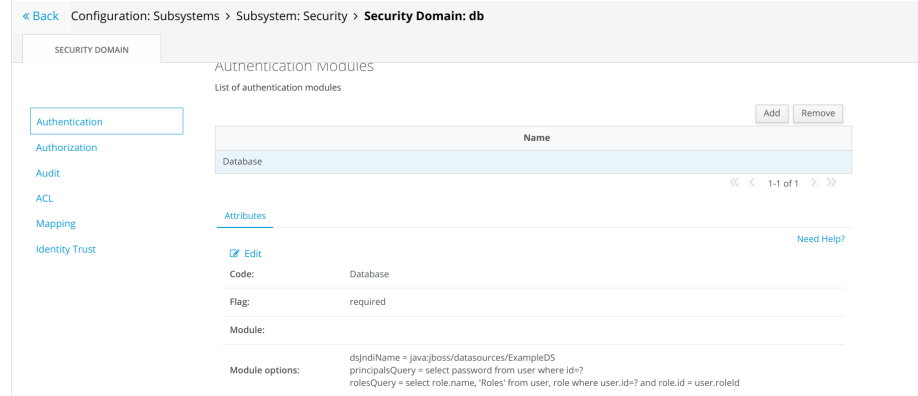 « Back Configuration: Subsystems > Subsystem: Security > Security Domain: db
SECURITY DOMAIN
Authentication Modules
List of authentication modules
Authentication
Authorization
Audit
ACL
Mapping
Identity Trust
Add Remove
Name
Database
1-1 of 1
Attributes
Need Help?
Edit
Code: Database
Flag: required
Module:
Module options: dsJndiName = java:jboss/datasources/ExampleDS
principalsQuery = select password from user where id=?
rolesQuery = select role.name, 'Roles' from user, role where user.id=? and role.id = user.roleId